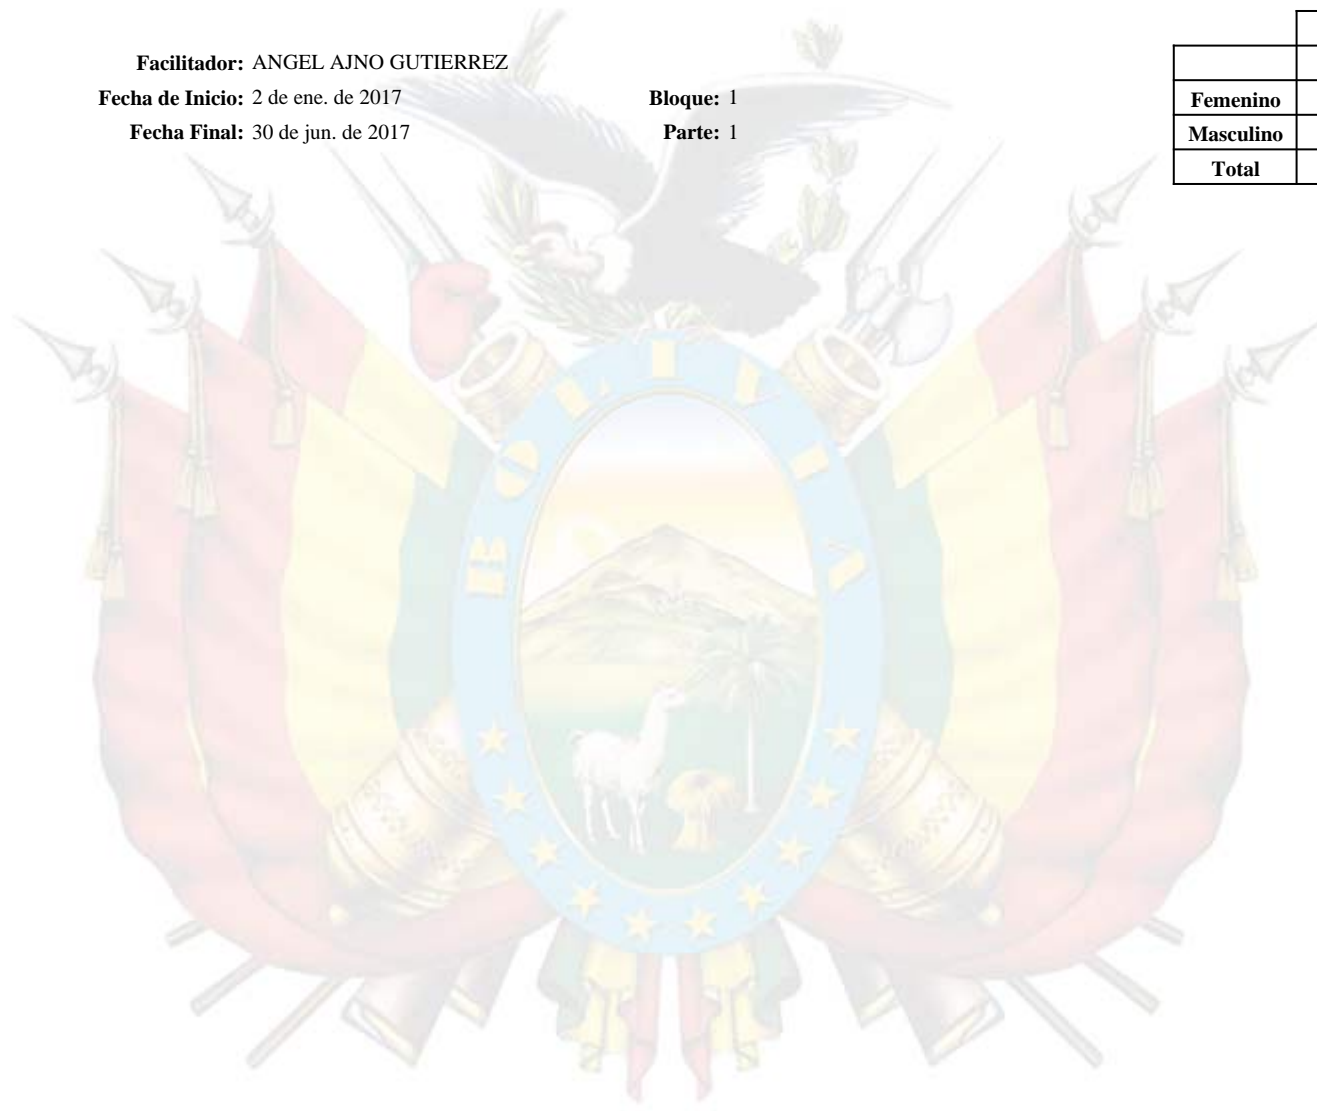 Facilitador: ANGEL AJNO GUTIERREZ
Fecha de Inicio: 2 de ene. de 2017 Bloque: 1
Fecha Final: 30 de jun. de 2017 Parte: 1
Femenino
Masculino
Total
BOLIVIA